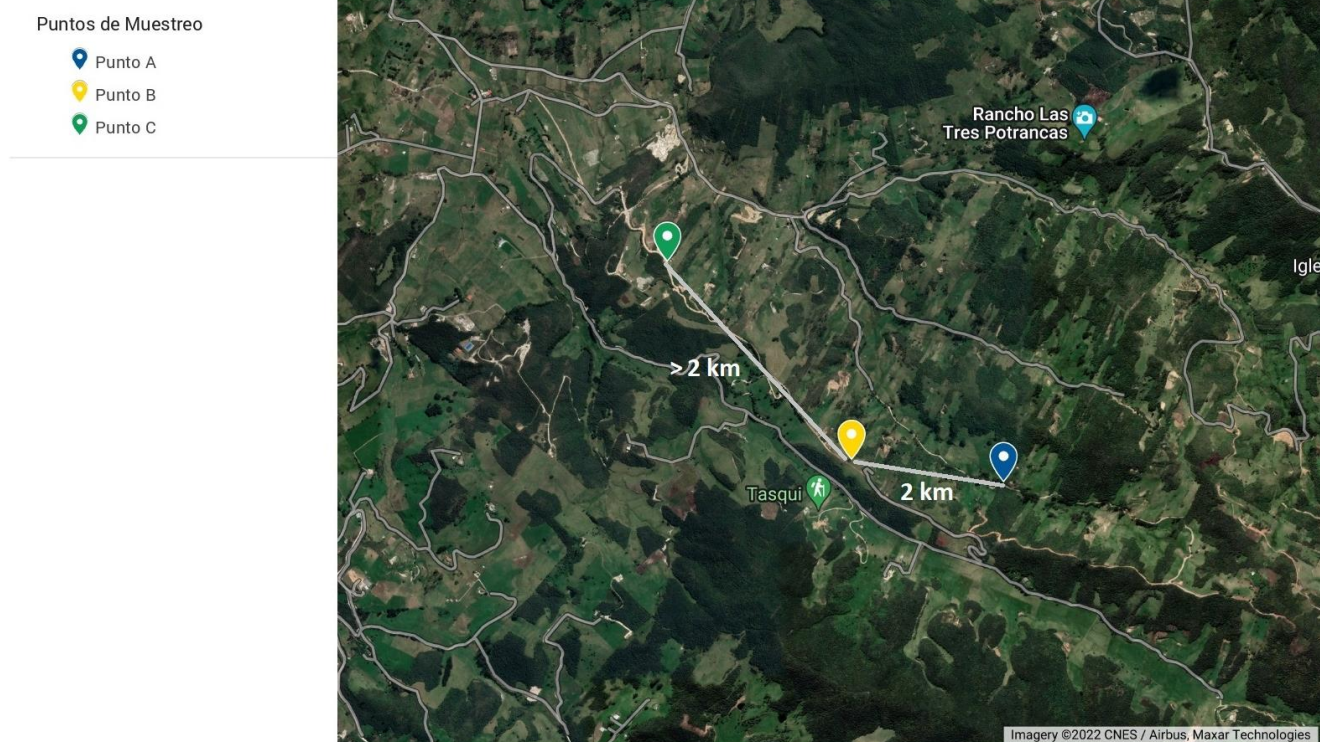 Puntos de Muestreo
Punto A
Punto B
Punto C
Rancho Las
Tres Potrancas
Igle
> 2 km
Tasqui
2 km
Imagery ©2022 CNES / Airbus, Maxar Technologies